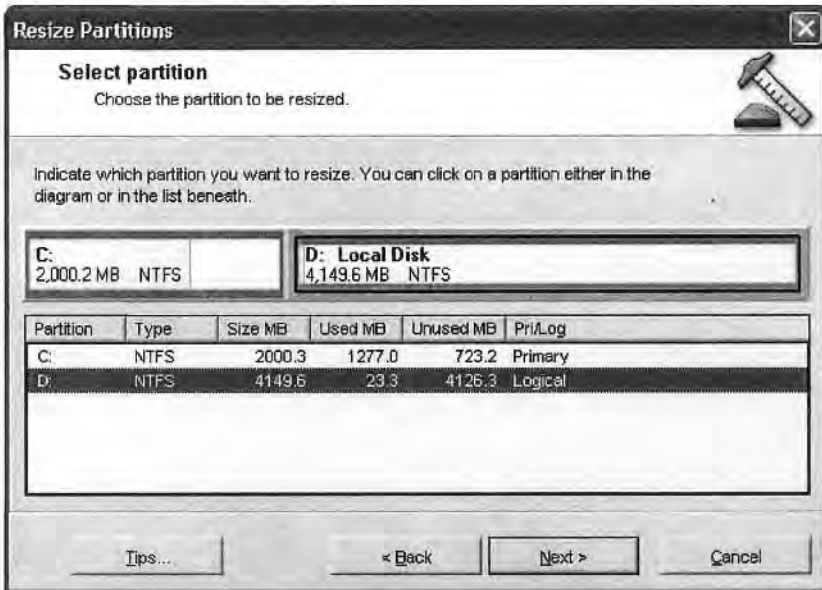 Resize Partitions
Select partition
Choose the partition to be resized.
Indicate which partition you want to resize. You can click on a partition either in the
diagram or in the list beneath.
C:
2,000.2 MB NTFS
D: Local Disk
4,149.6 MB NTFS
Partition Type Size MB Used MB Unused MB Pri/Log
C: NTFS 2000.3 1277.0 723.2 Primary
D: NTFS 4149.6 23.3 4126.3 Logical
Tips... < Back Next > Cancel